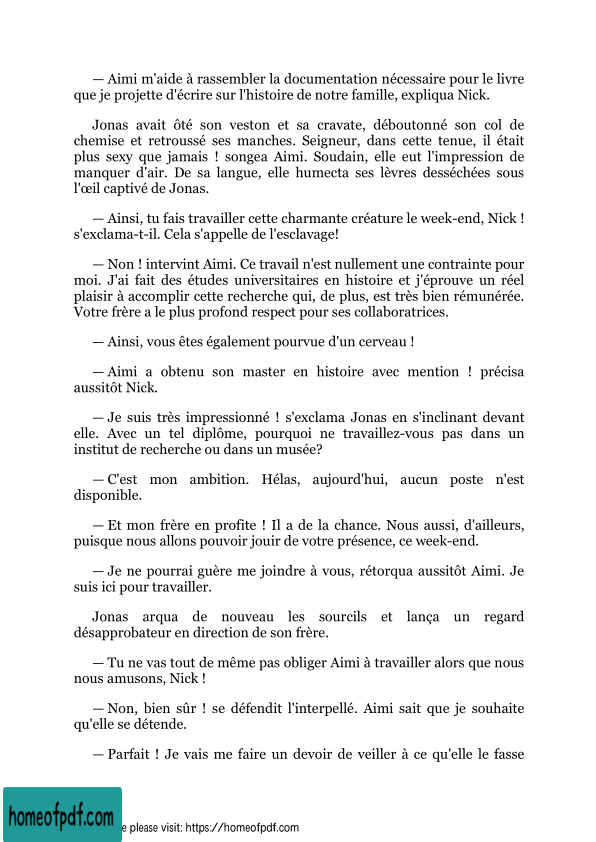 — Aimi m'aide à rassembler la documentation nécessaire pour le livre
que je projette d'écrire sur l'histoire de notre famille, expliqua Nick.
Jonas avait ôté son veston et sa cravate, déboutonné son col de
chemise et retroussé ses manches. Seigneur, dans cette tenue, il était
plus sexy que jamais ! songea Aimi. Soudain, elle eut l'impression de
manquer d'air. De sa langue, elle humecta ses lèvres desséchées sous
l'œil captivé de Jonas.
— Ainsi, tu fais travailler cette charmante créature le week-end, Nick !
s'exclama-t-il. Cela s'appelle de l'esclavage!
— Non ! intervint Aimi. Ce travail n'est nullement une contrainte pour
moi. J'ai fait des études universitaires en histoire et j'éprouve un réel
plaisir à accomplir cette recherche qui, de plus, est très bien rémunérée.
Votre frère a le plus profond respect pour ses collaboratrices.
— Ainsi, vous êtes également pourvue d'un cerveau !
— Aimi a obtenu son master en histoire avec mention ! précisa
aussitôt Nick.
— Je suis très impressionné ! s'exclama Jonas en s'inclinant devant
elle. Avec un tel diplôme, pourquoi ne travaillez-vous pas dans un
institut de recherche ou dans un musée?
— C'est mon ambition. Hélas, aujourd'hui, aucun poste n'est
disponible.
— Et mon frère en profite ! Il a de la chance. Nous aussi, d'ailleurs,
puisque nous allons pouvoir jouir de votre présence, ce week-end.
— Je ne pourrai guère me joindre à vous, rétorqua aussitôt Aimi. Je
suis ici pour travailler.
Jonas arqua de nouveau les sourcils et lança un regard
désapprobateur en direction de son frère.
— Tu ne vas tout de même pas obliger Aimi à travailler alors que nous
nous amusons, Nick !
— Non, bien sûr ! se défendit l'interpellé. Aimi sait que je souhaite
qu'elle se détende.
— Parfait ! Je vais me faire un devoir de veiller à ce qu'elle le fasse
homeofpdf.com
e please visit: https://homeofpdf.com